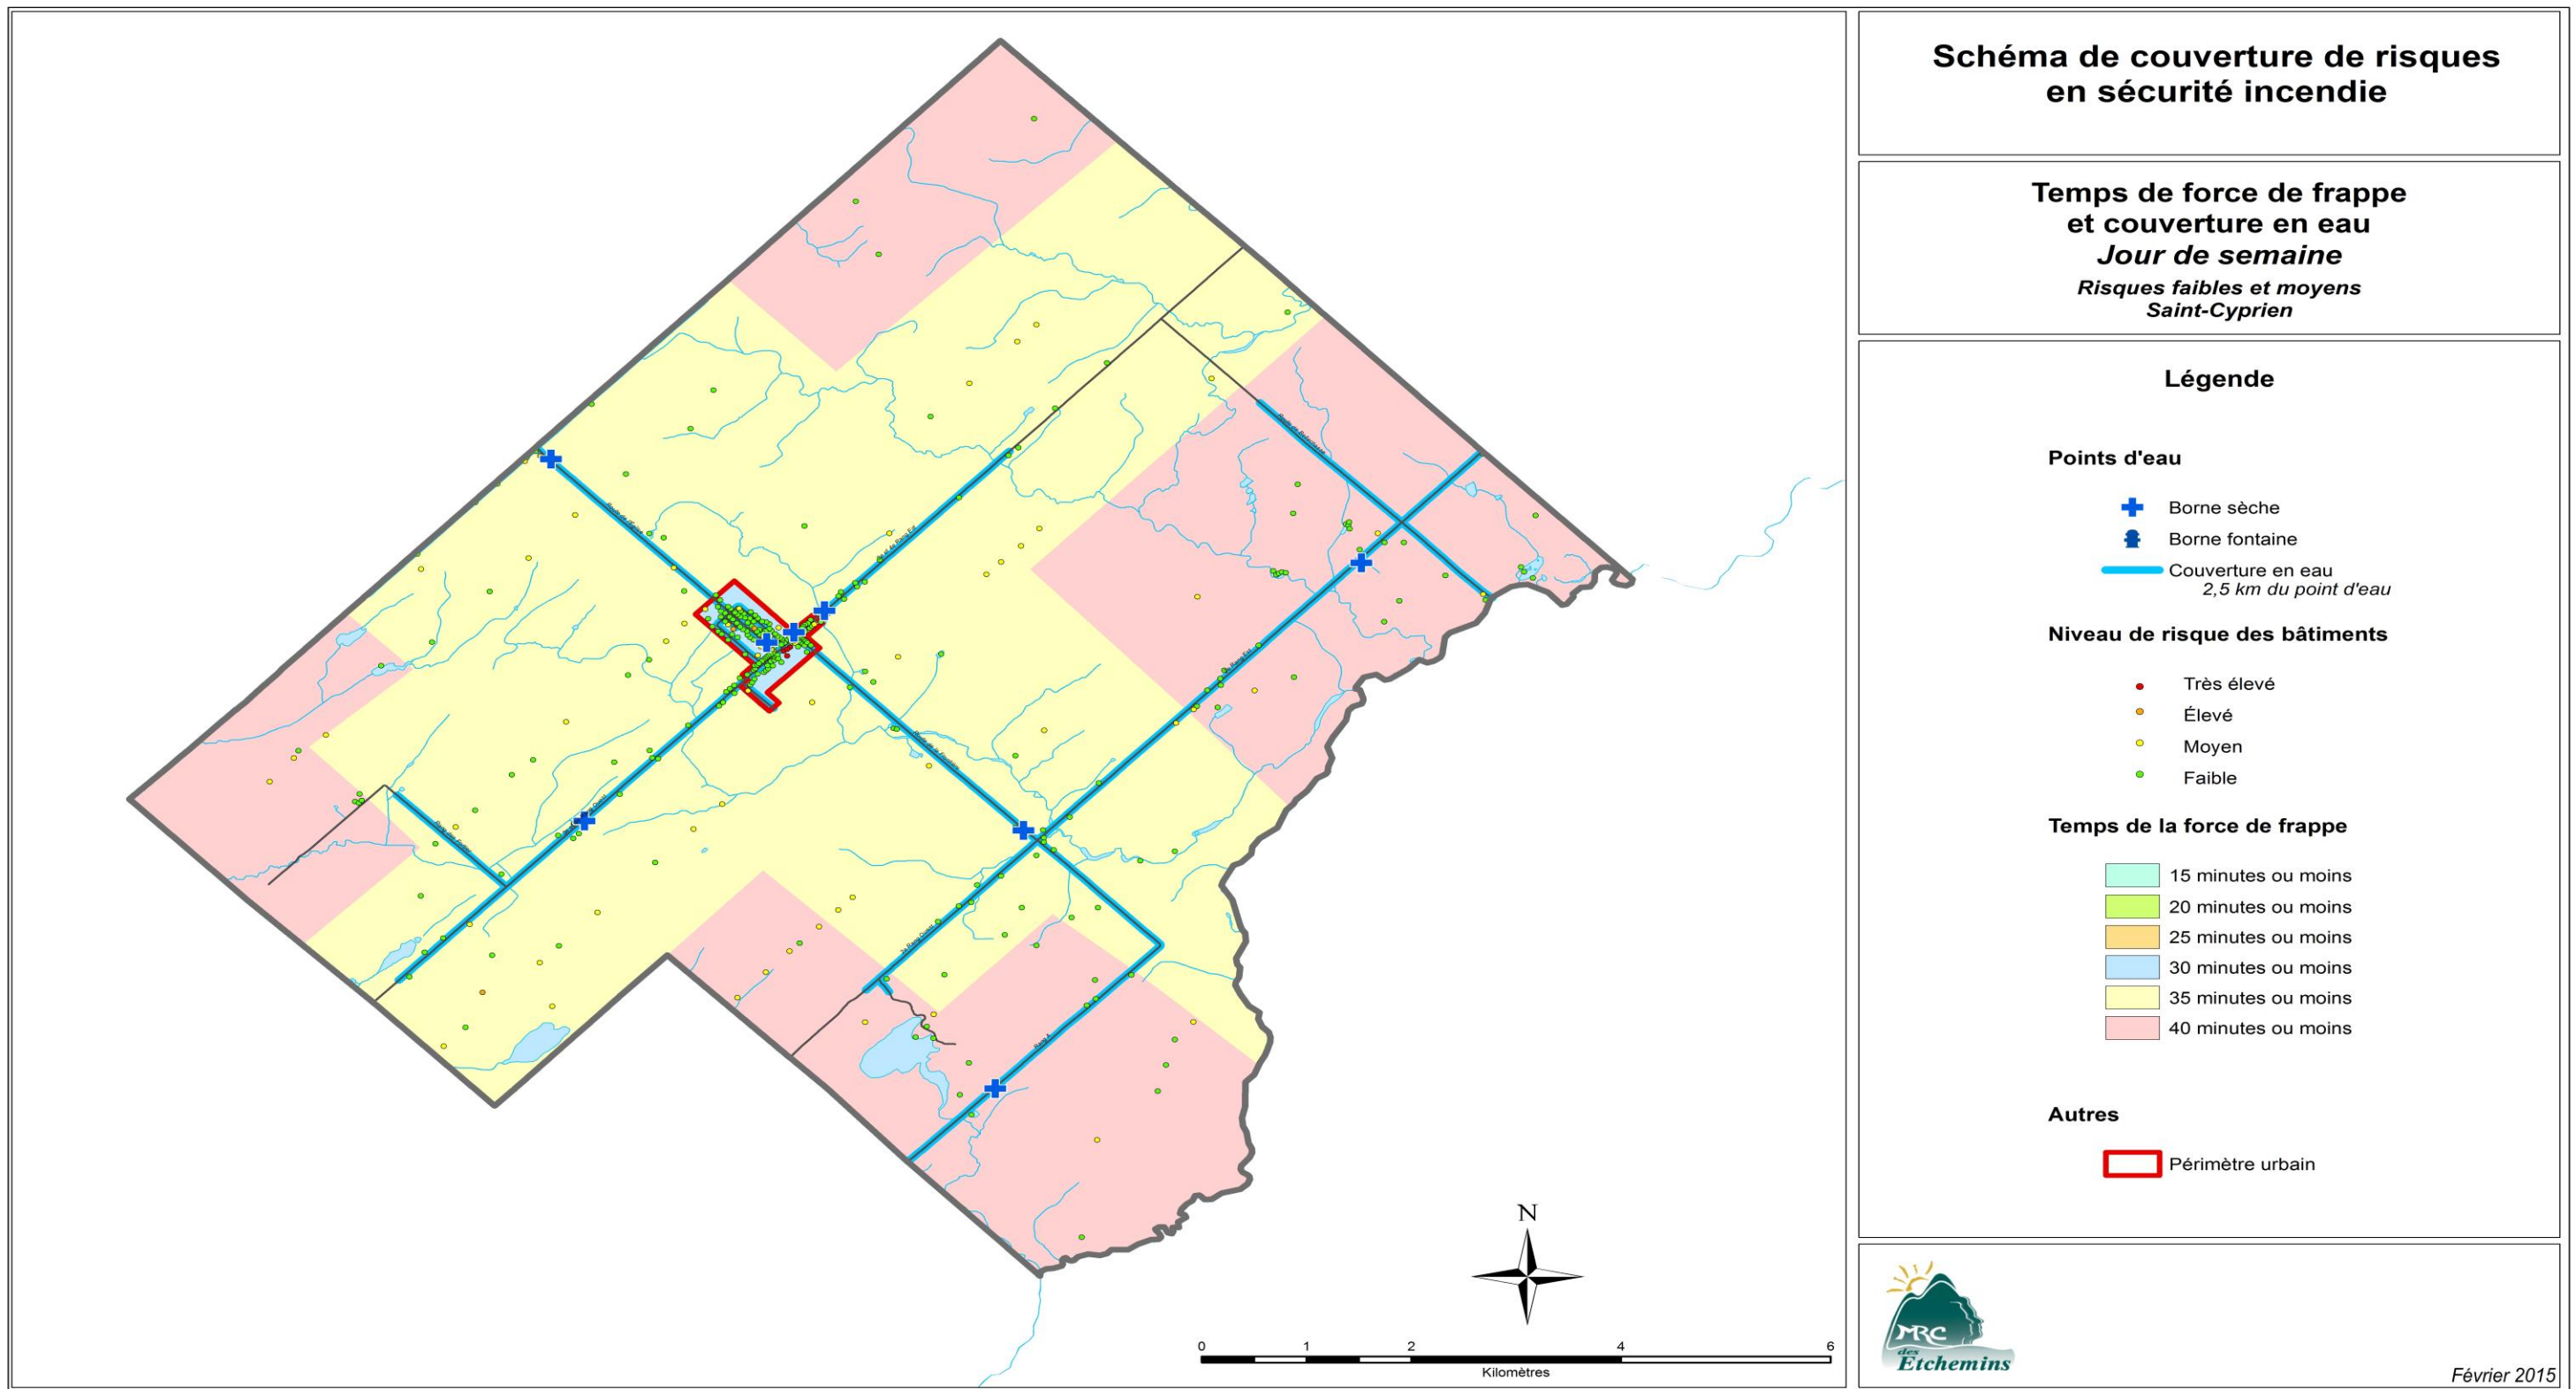 Schéma de couverture de risques
en sécurité incendie
Temps de force de frappe
et couverture en eau
Jour de semaine
Risques faibles et moyens
Saint-Cyprien
Légende
Points d'eau
Borne sèche
Borne fontaine
Couverture en eau
2,5 km du point d'eau
Niveau de risque des bâtiments
Très élevé
Élevé
Moyen
Faible
Temps de la force de frappe
15 minutes ou moins
20 minutes ou moins
25 minutes ou moins
30 minutes ou moins
35 minutes ou moins
40 minutes ou moins
Autres
Périmètre urbain
N
0 1 2 4 6
Kilomètres
MRC
des
Etchemins
Février 2015